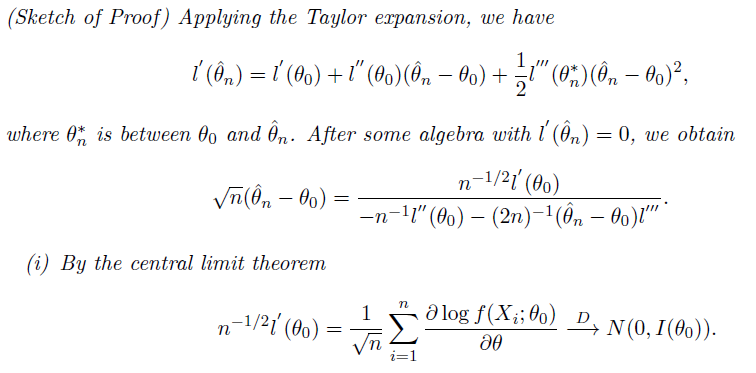 (Sketch of Proof) Applying the Taylor expansion, we have
l′(θ̂ₙ) = l′(θ₀) + l″(θ₀)(θ̂ₙ − θ₀) + ½l‴(θₙ*)(θ̂ₙ − θ₀)²,
where θₙ* is between θ₀ and θ̂ₙ. After some algebra with l′(θ̂ₙ) = 0, we obtain
√n(θ̂ₙ − θ₀) = n^{−1/2}l′(θ₀) / −n^{−1}l″(θ₀) − (2n)^{−1}(θ̂ₙ − θ₀)l‴.
(i) By the central limit theorem
n^{−1/2}l′(θ₀) = 1/√n ∑_{i=1}^{n} ∂ log f(Xᵢ; θ₀)/∂θ →^D N(0, I(θ₀)).